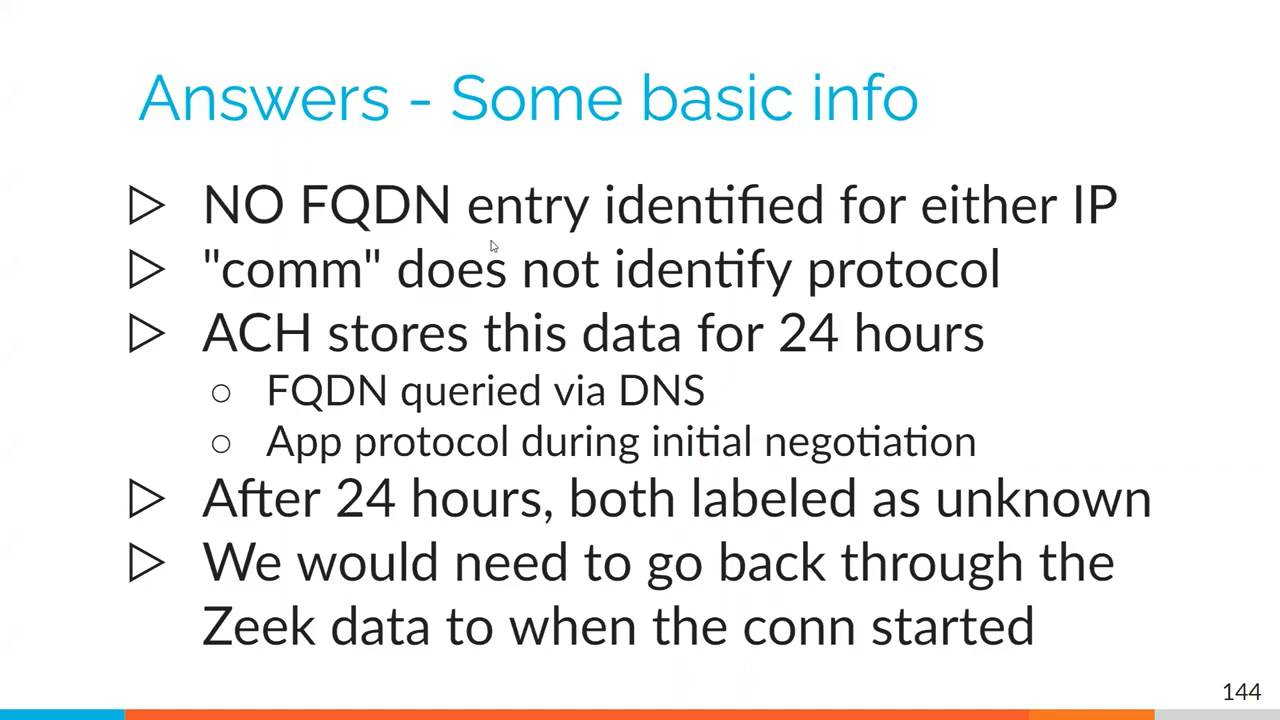 Answers - Some basic info
▷ NO FQDN entry identified for either IP
▷ "comm" does not identify protocol
▷ ACH stores this data for 24 hours
○ FQDN queried via DNS
○ App protocol during initial negotiation
▷ After 24 hours, both labeled as unknown
▷ We would need to go back through the
Zeek data to when the conn started
144